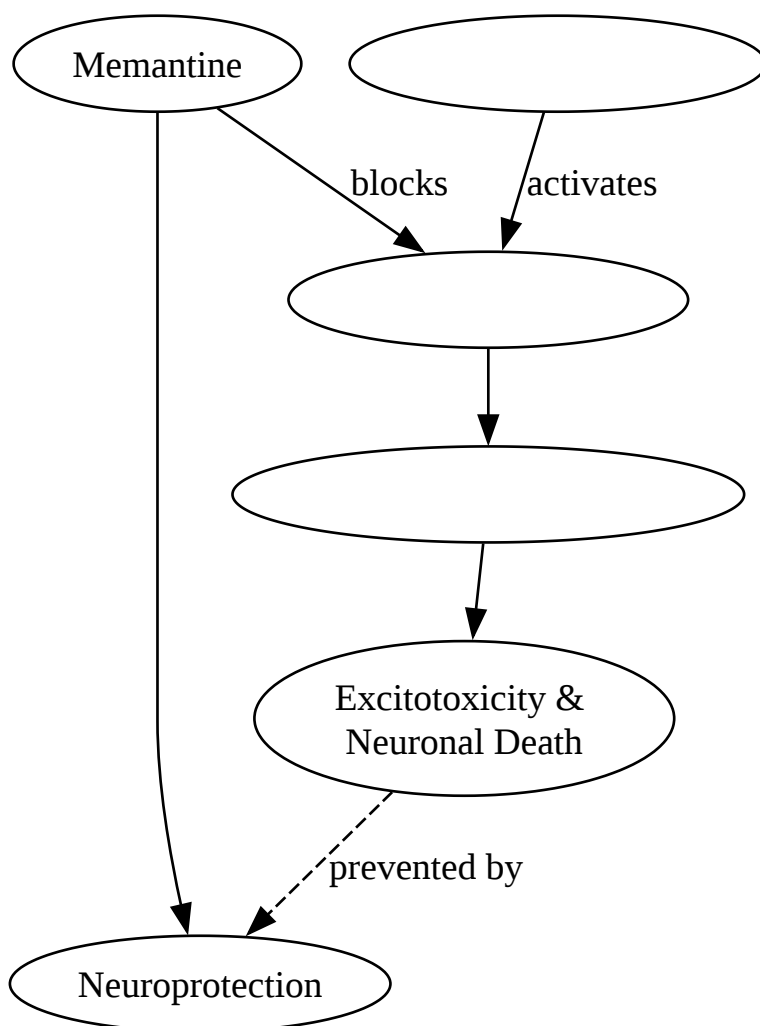 Memantine
blocks
activates
Excitotoxicity &
Neuronal Death
prevented by
Neuroprotection